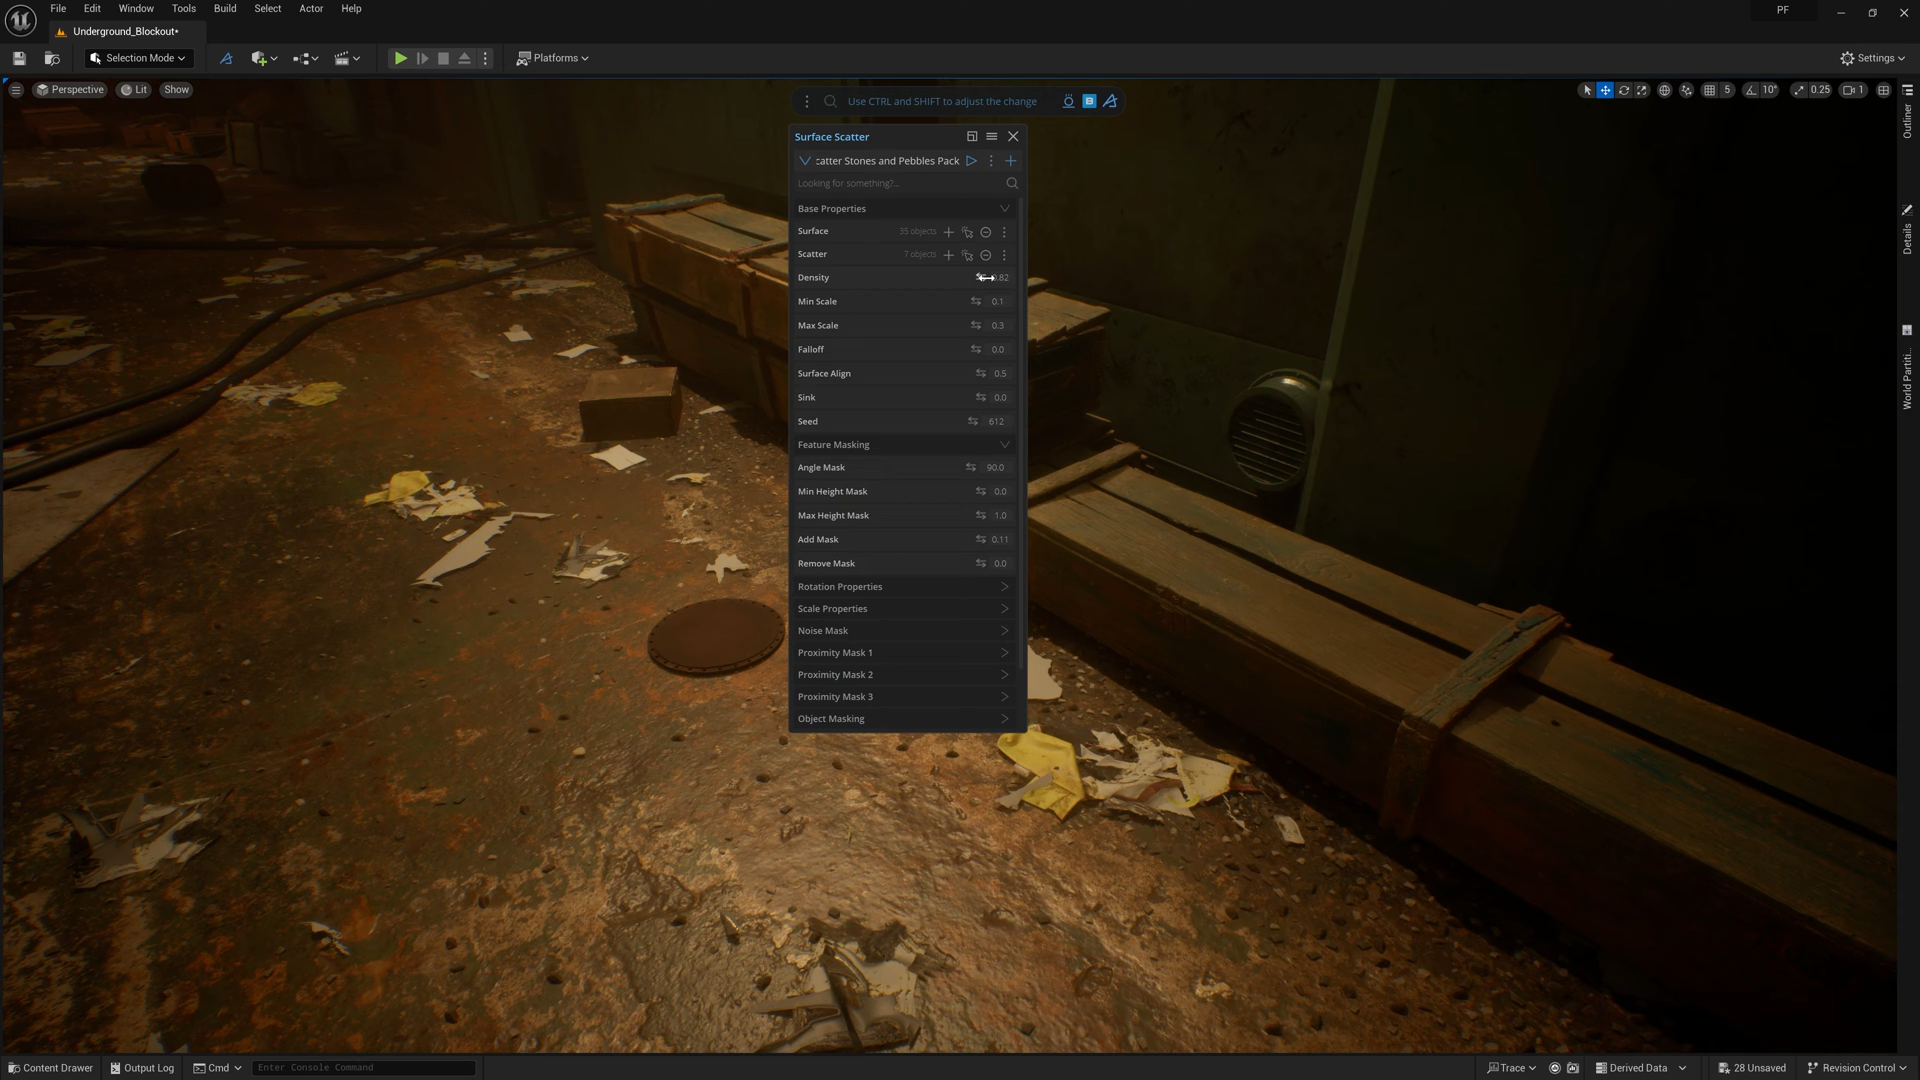 File Edit Window Tools Build Select Actor Help
PF
Underground_Blockout*
Selection Mode
Platforms
Settings
Perspective
Lit
Show
Use CTRL and SHIFT to adjust the change
5
10°
0.25
1
Outliner
Details
World Partiti...
Surface Scatter
catter Stones and Pebbles Pack
Looking for something?...
Base Properties
Surface 35 objects
Scatter 7 objects
Density .82
Min Scale 0.1
Max Scale 0.3
Falloff 0.0
Surface Align 0.5
Sink 0.0
Seed 612
Feature Masking
Angle Mask 90.0
Min Height Mask 0.0
Max Height Mask 1.0
Add Mask 0.11
Remove Mask 0.0
Rotation Properties
Scale Properties
Noise Mask
Proximity Mask 1
Proximity Mask 2
Proximity Mask 3
Object Masking
Content Drawer
Output Log
Cmd
Enter Console Command
Trace
Derived Data
28 Unsaved
Revision Control